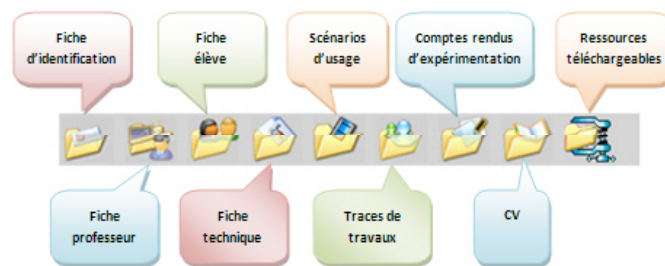 Fiche
d'identification
Fiche
élève
Scénarios
d'usage
Comptes rendus
d'expérimentation
Ressources
téléchargeables
Fiche
professeur
Fiche
technique
Traces de
travaux
CV